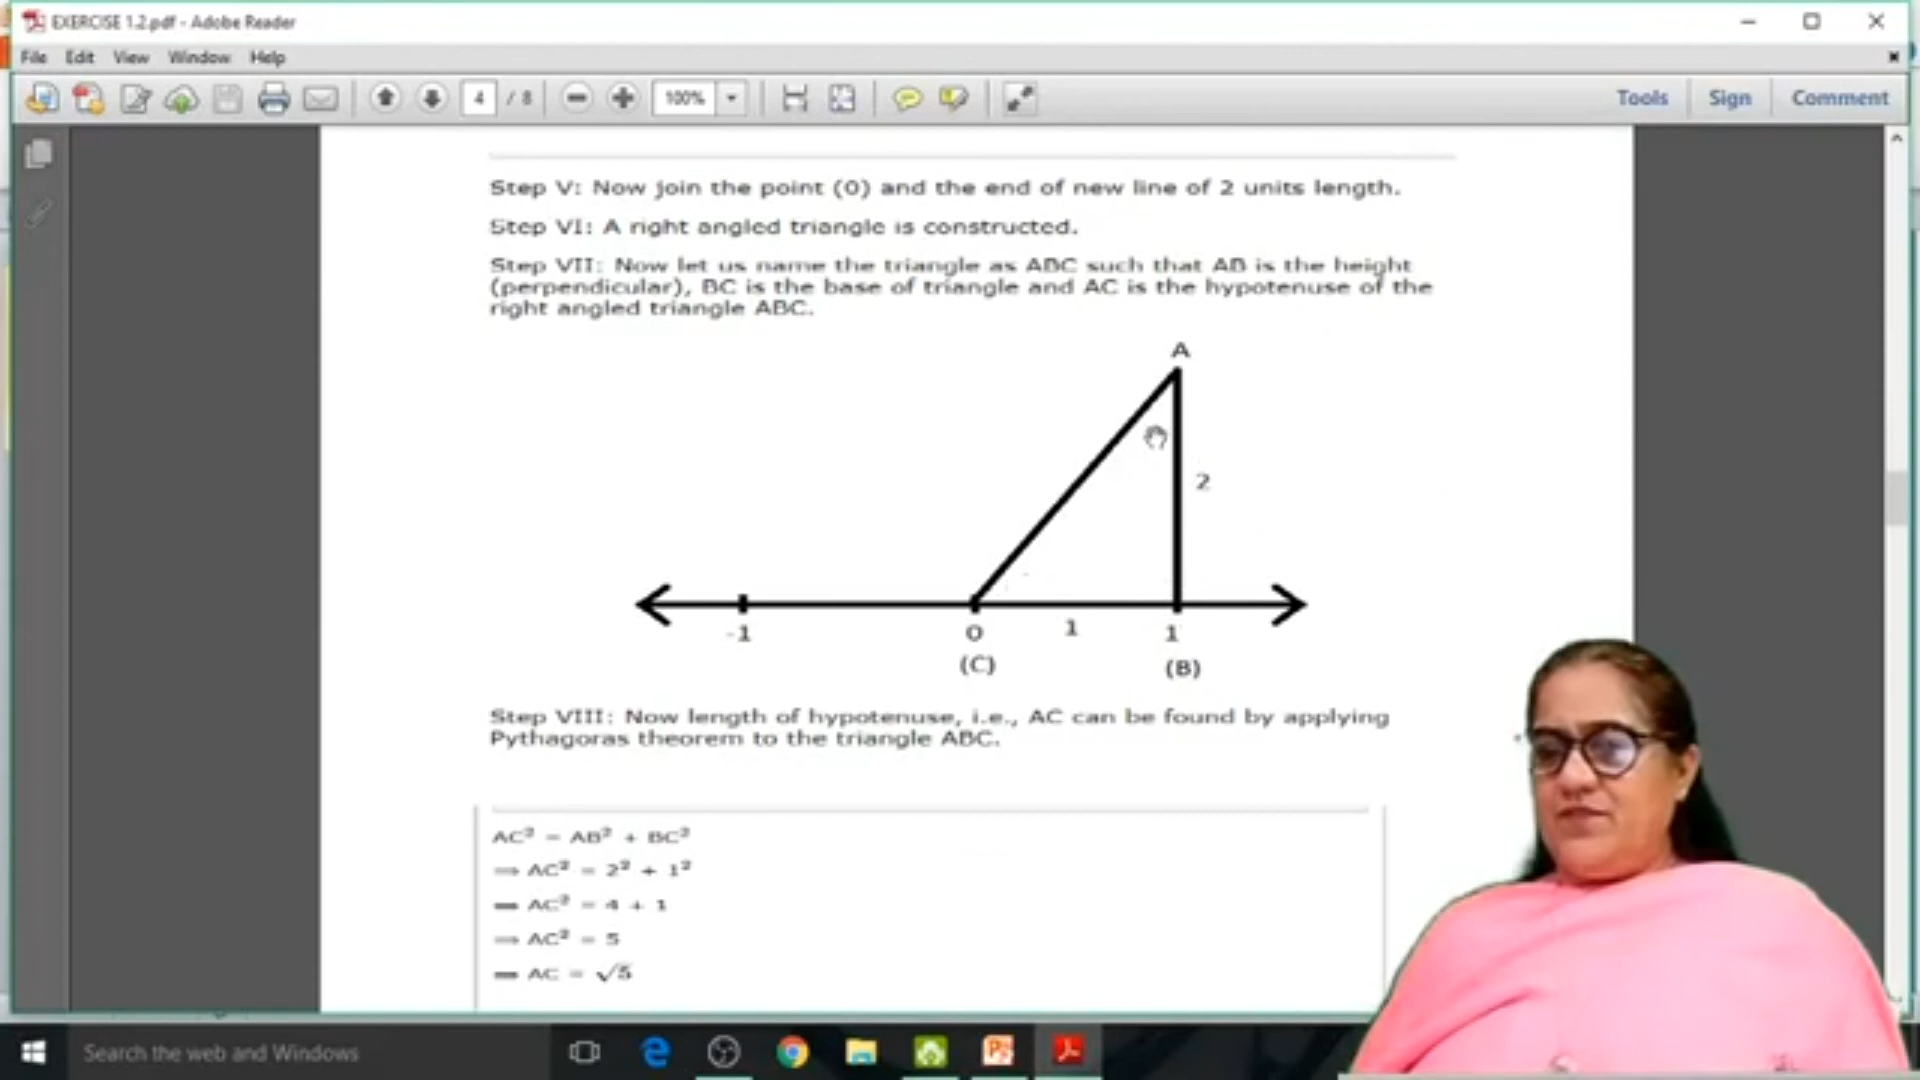 EXERCISE 1.2.pdf - Adobe Reader
File Edit View Window Help
4 / 8 100% Tools Sign Comment
Step V: Now join the point (0) and the end of new line of 2 units length.
Step VI: A right angled triangle is constructed.
Step VII: Now let us name the triangle as ABC such that AB is the height
(perpendicular), BC is the base of triangle and AC is the hypotenuse of the
right angled triangle ABC.
A
2
-1 0 1 1
(C) (B)
Step VIII: Now length of hypotenuse, i.e., AC can be found by applying
Pythagoras theorem to the triangle ABC.
AC² = AB² + BC²
⟹ AC² = 2² + 1²
⟹ AC² = 4 + 1
⟹ AC² = 5
⟹ AC = √5
Search the web and Windows